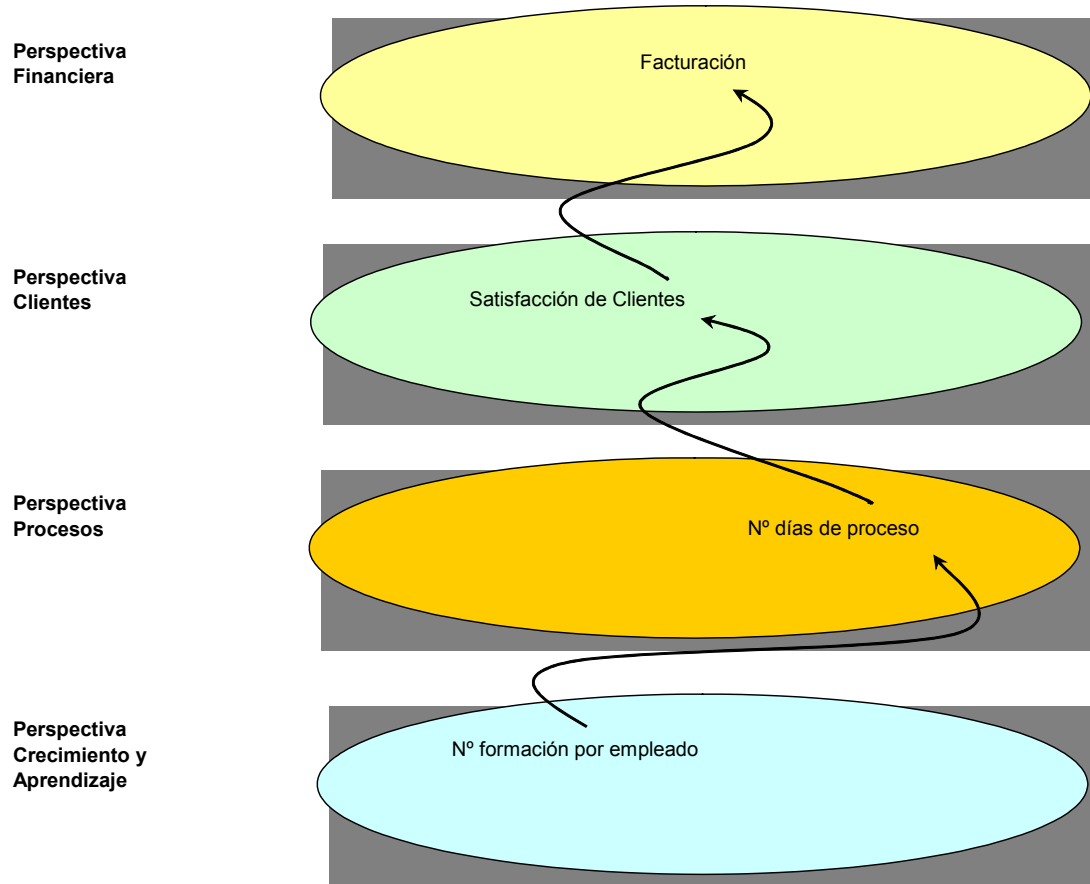 Perspectiva
Financiera
Facturación
Perspectiva
Clientes
Satisfacción de Clientes
Perspectiva
Procesos
Nº días de proceso
Perspectiva
Crecimiento y
Aprendizaje
Nº formación por empleado